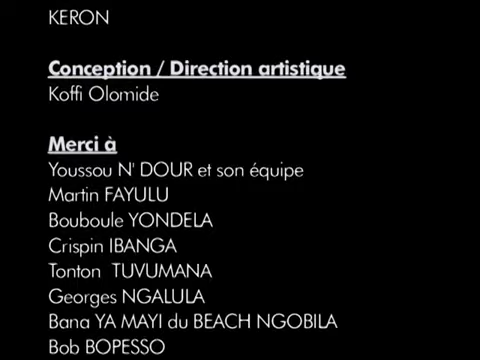 KERON
Conception / Direction artistique
Koffi Olomide
Merci à
Youssou N' DOUR et son équipe
Martin FAYULU
Bouboule YONDELA
Crispin IBANGA
Tonton TUVUMANA
Georges NGALULA
Bana YA MAYI du BEACH NGOBILA
Bob BOPESSO